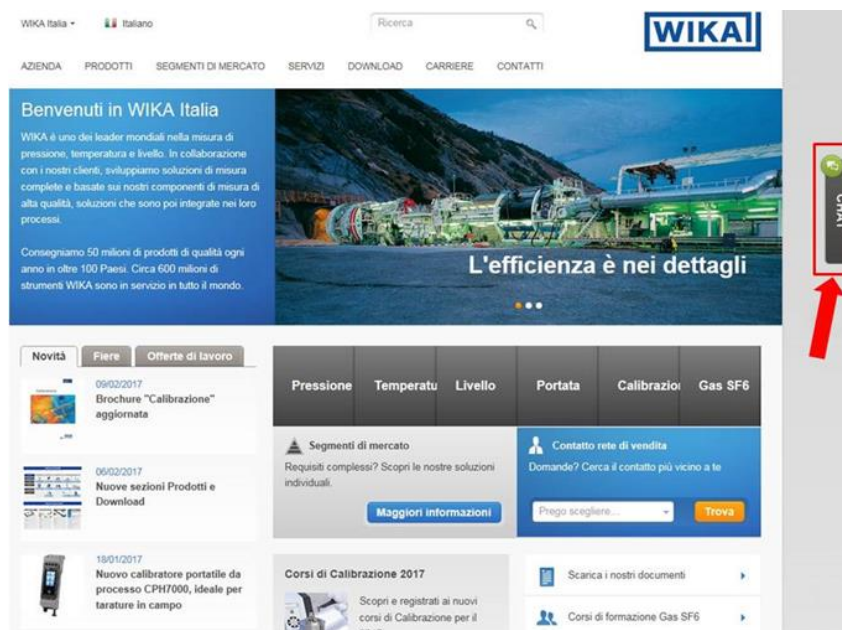 WIKA Italia
Italiano
Ricerca
WIKA
AZIENDA PRODOTTI SEGMENTI DI MERCATO SERVIZI DOWNLOAD CARRIERE CONTATTI
Benvenuti in WIKA Italia
WIKA è uno dei leader mondiali nella misura di
pressione, temperatura e livello. In collaborazione
con i nostri clienti, sviluppiamo soluzioni di misura
complete e basate sui nostri componenti di misura di
alta qualità, soluzioni che sono poi integrate nei loro
processi.
Consegniamo 50 milioni di prodotti di qualità ogni
anno in oltre 100 Paesi. Circa 600 milioni di
strumenti WIKA sono in servizio in tutto il mondo.
L'efficienza è nei dettagli
CHAT
Novità Fiere Offerte di lavoro
09/02/2017
Brochure "Calibrazione"
aggiornata
06/02/2017
Nuove sezioni Prodotti e
Download
18/01/2017
Nuovo calibratore portatile da
processo CPH7000, ideale per
tarature in campo
Pressione Temperatu Livello Portata Calibrazio Gas SF6
Segmenti di mercato
Requisiti complessi? Scopri le nostre soluzioni
individuali.
Maggiori informazioni
Contatto rete di vendita
Domande? Cerca il contatto più vicino a te
Prego scegliere...
Trova
Corsi di Calibrazione 2017
Scopri e registrati ai nuovi
corsi di Calibrazione per il
Scarica i nostri documenti
Corsi di formazione Gas SF6